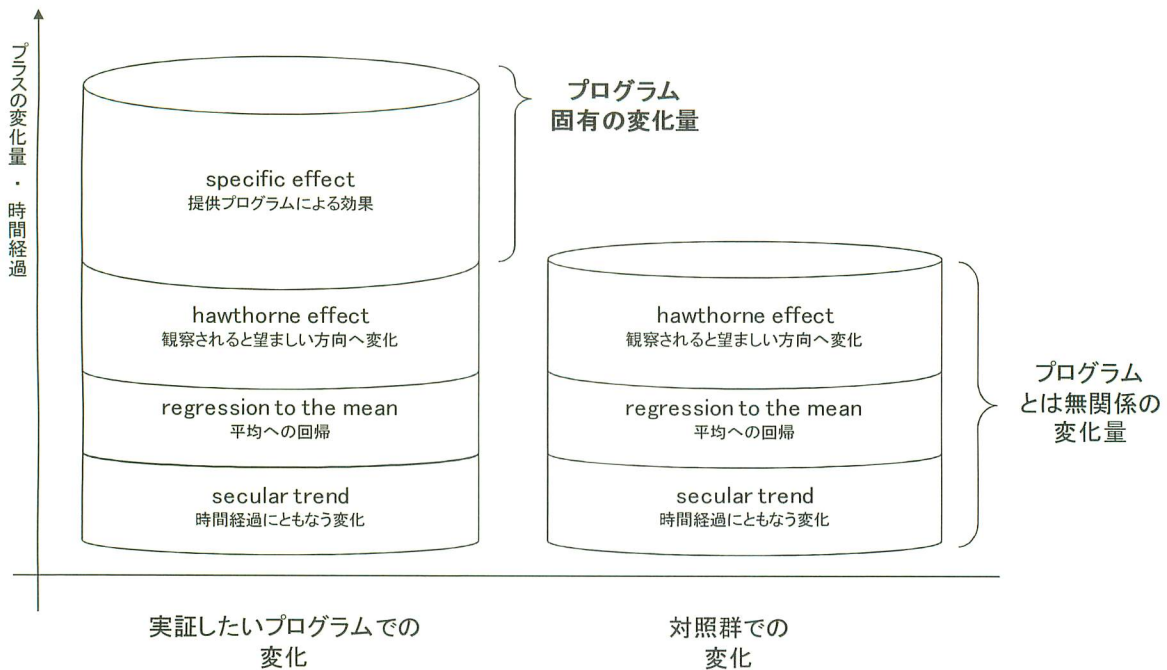 プラスの変化量・時間経過
specific effect
提供プログラムによる効果
hawthorne effect
観察されると望ましい方向へ変化
regression to the mean
平均への回帰
secular trend
時間経過にともなう変化
プログラム
固有の変化量
hawthorne effect
観察されると望ましい方向へ変化
regression to the mean
平均への回帰
secular trend
時間経過にともなう変化
プログラム
とは無関係の
変化量
実証したいプログラムでの
変化
対照群での
変化